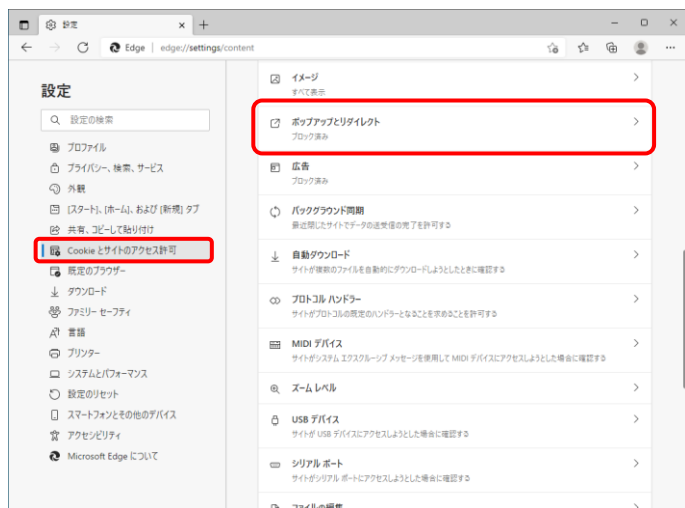 設定
Edge edge://settings/content
設定
設定の検索
プロファイル
プライバシー、検索、サービス
外観
[スタート]、[ホーム]、および [新規] タブ
共有、コピーして貼り付け
Cookie とサイトのアクセス許可
既定のブラウザー
ダウンロード
ファミリー セーフティ
言語
プリンター
システムとパフォーマンス
設定のリセット
スマートフォンとその他のデバイス
アクセシビリティ
Microsoft Edge について
イメージ
すべて表示
ポップアップとリダイレクト
ブロック済み
広告
ブロック済み
バックグラウンド同期
最近閉じたサイトでデータの送受信の完了を許可する
自動ダウンロード
サイトが複数のファイルを自動的にダウンロードしようとしたときに確認する
プロトコル ハンドラー
サイトがプロトコルの既定のハンドラーとなることを求めることを許可する
MIDI デバイス
サイトがシステム エクスクルーシブ メッセージを使用して MIDI デバイスにアクセスしようとした場合に確認する
ズーム レベル
USB デバイス
サイトが USB デバイスにアクセスしようとした場合に確認する
シリアル ポート
サイトがシリアル ポートにアクセスしようとした場合に確認する
ファイルの編集